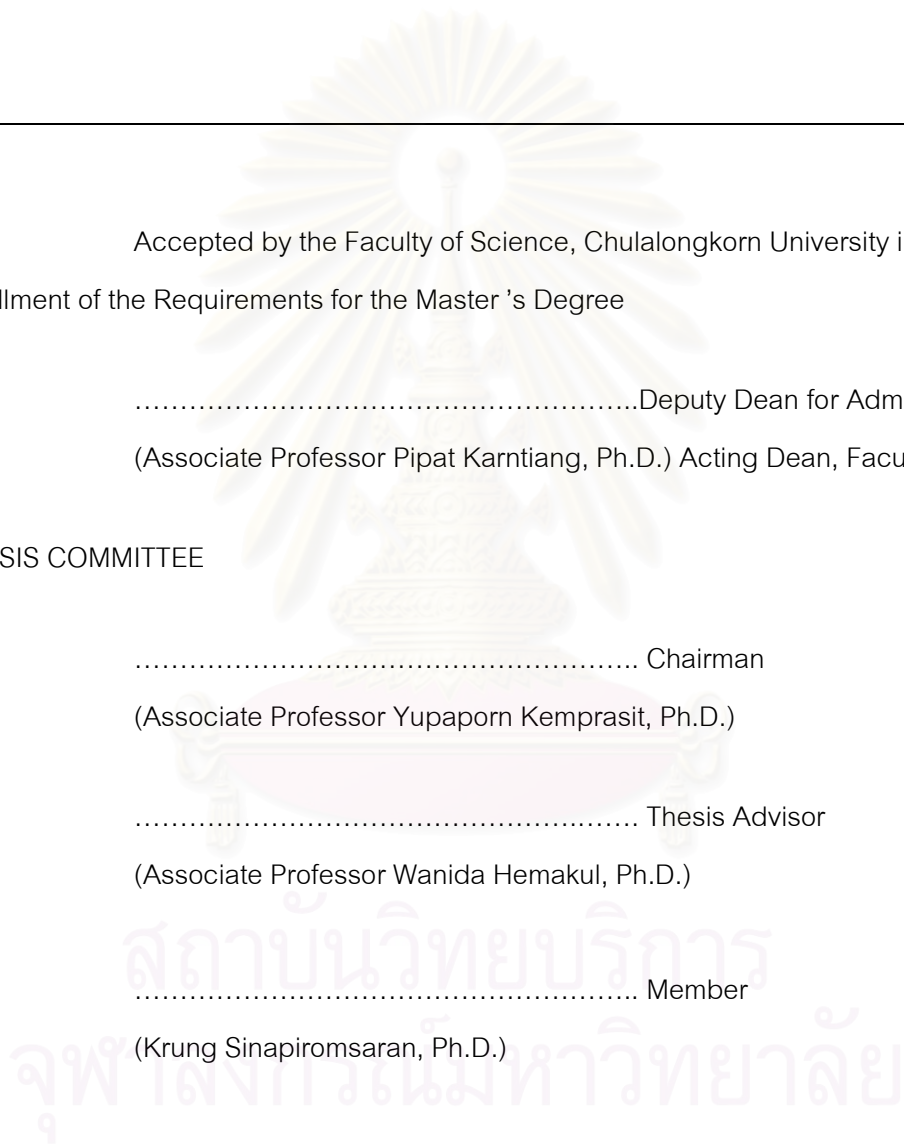 Accepted by the Faculty of Science, Chulalongkorn University i
llment of the Requirements for the Master ’s Degree
………………………………………………..Deputy Dean for Adm
(Associate Professor Pipat Karntiang, Ph.D.) Acting Dean, Facu
SIS COMMITTEE
……………………………………………….. Chairman
(Associate Professor Yupaporn Kemprasit, Ph.D.)
………………………………………….……. Thesis Advisor
(Associate Professor Wanida Hemakul, Ph.D.)
สถาบันวิทยบริการ
……………………………………………….. Member
(Krung Sinapiromsaran, Ph.D.)
จุฬาลงกรณ์มหาวิทยาลัย